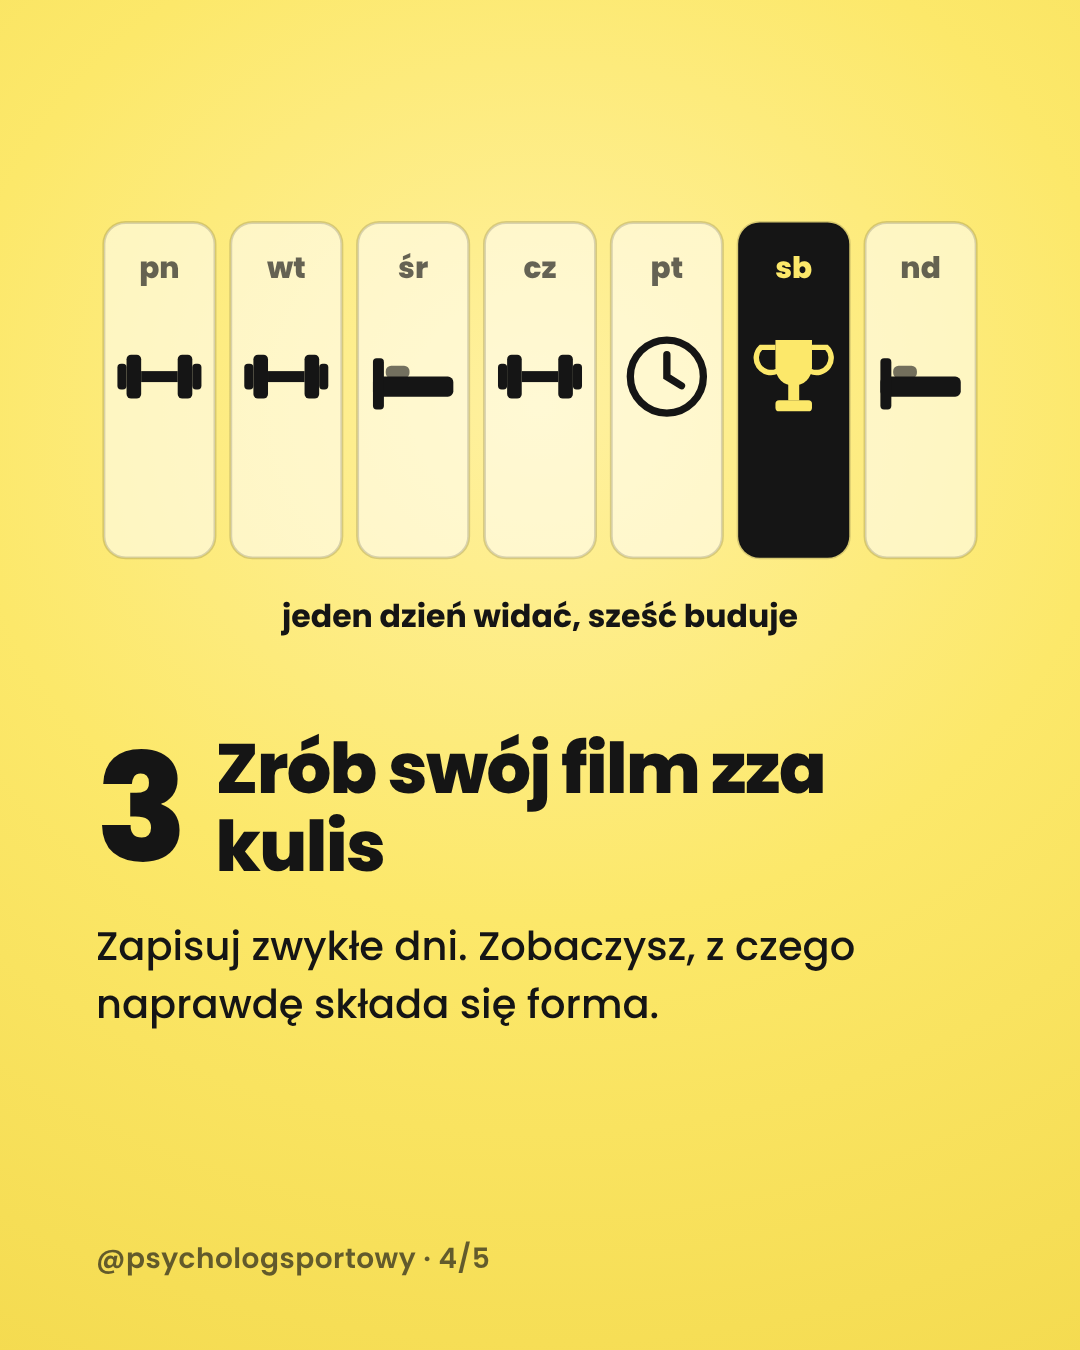 pn wt śr cz pt sb nd
jeden dzień widać, sześć buduje
3 Zrób swój film zza
kulis
Zapisuj zwykłe dni. Zobaczysz, z czego
naprawdę składa się forma.
@psychologsportowy · 4/5